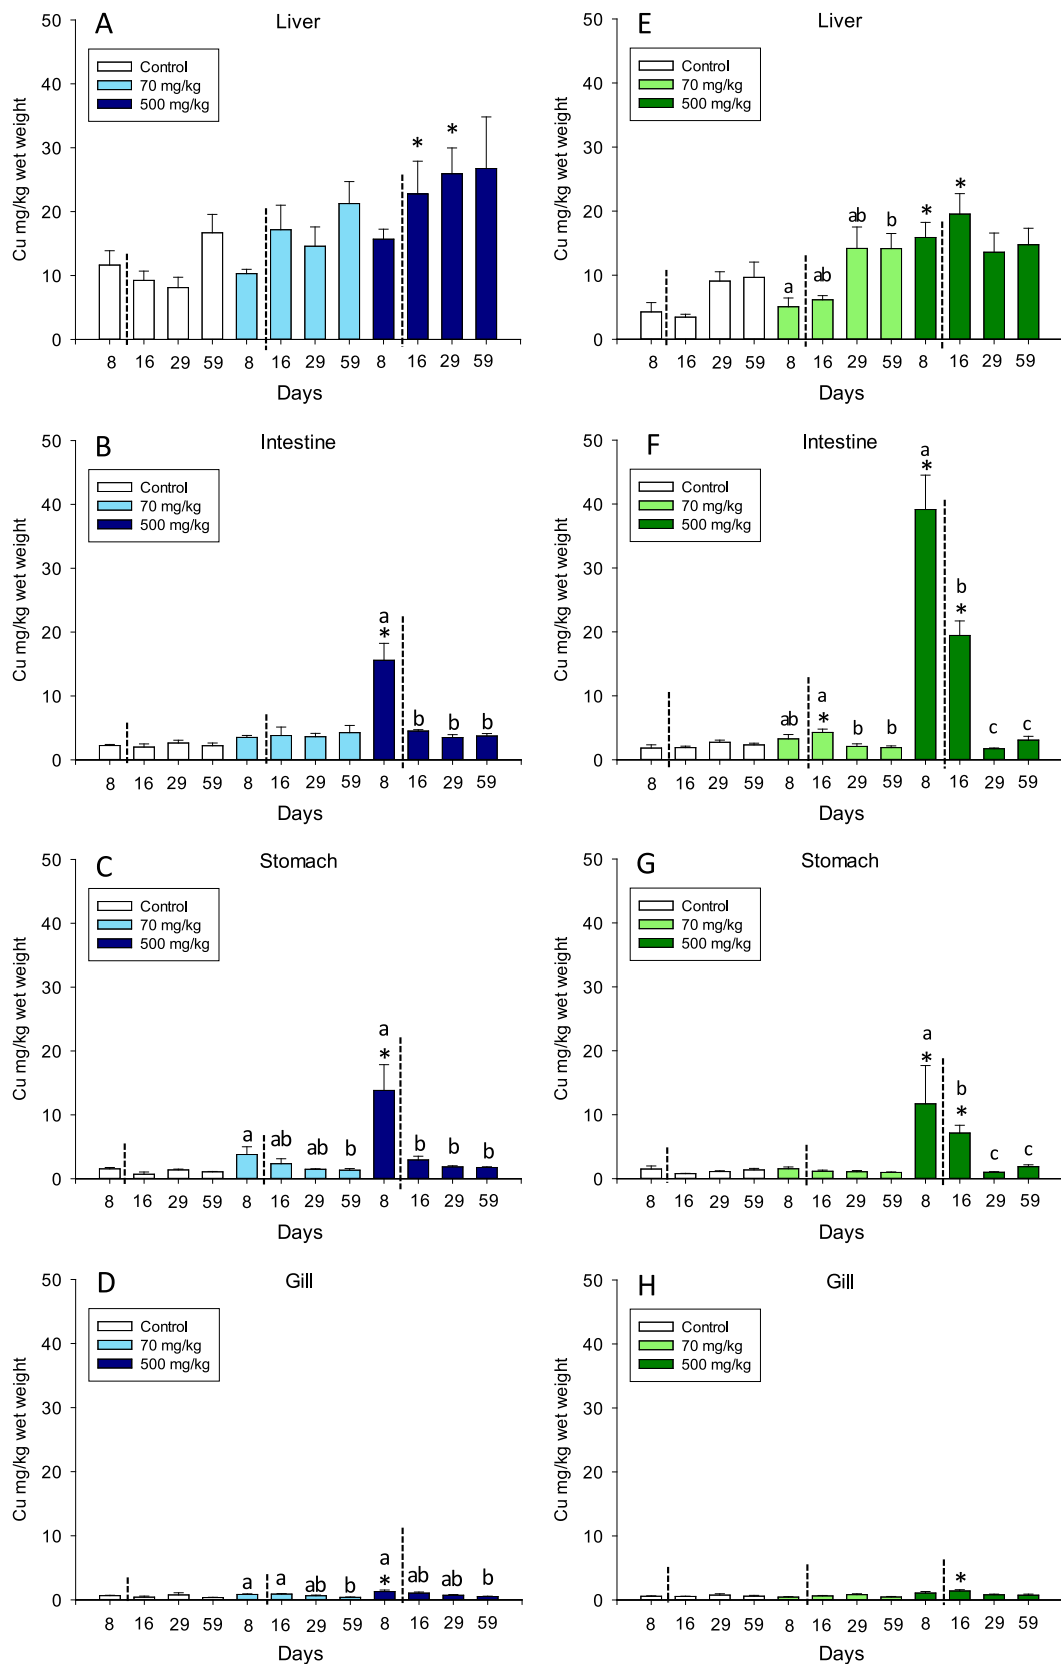 A Liver
Control
70 mg/kg
500 mg/kg
Cu mg/kg wet weight
50
40
30
20
10
0
* *
8 16 29 59 8 16 29 59 8 16 29 59
Days
E Liver
Control
70 mg/kg
500 mg/kg
Cu mg/kg wet weight
50
40
30
20
10
0
a ab ab b * *
8 16 29 59 8 16 29 59 8 16 29 59
Days
B Intestine
Control
70 mg/kg
500 mg/kg
Cu mg/kg wet weight
50
40
30
20
10
0
a
* b b b
8 16 29 59 8 16 29 59 8 16 29 59
Days
F Intestine
Control
70 mg/kg
500 mg/kg
Cu mg/kg wet weight
50
40
30
20
10
0
a b
* *
a
ab * b b c c
8 16 29 59 8 16 29 59 8 16 29 59
Days
C Stomach
Control
70 mg/kg
500 mg/kg
Cu mg/kg wet weight
50
40
30
20
10
0
a
*
a ab ab b b b b
8 16 29 59 8 16 29 59 8 16 29 59
Days
G Stomach
Control
70 mg/kg
500 mg/kg
Cu mg/kg wet weight
50
40
30
20
10
0
a b
* *
c c
8 16 29 59 8 16 29 59 8 16 29 59
Days
D Gill
Control
70 mg/kg
500 mg/kg
Cu mg/kg wet weight
50
40
30
20
10
0
a
a a ab b * ab ab b
8 16 29 59 8 16 29 59 8 16 29 59
Days
H Gill
Control
70 mg/kg
500 mg/kg
Cu mg/kg wet weight
50
40
30
20
10
0
*
8 16 29 59 8 16 29 59 8 16 29 59
Days